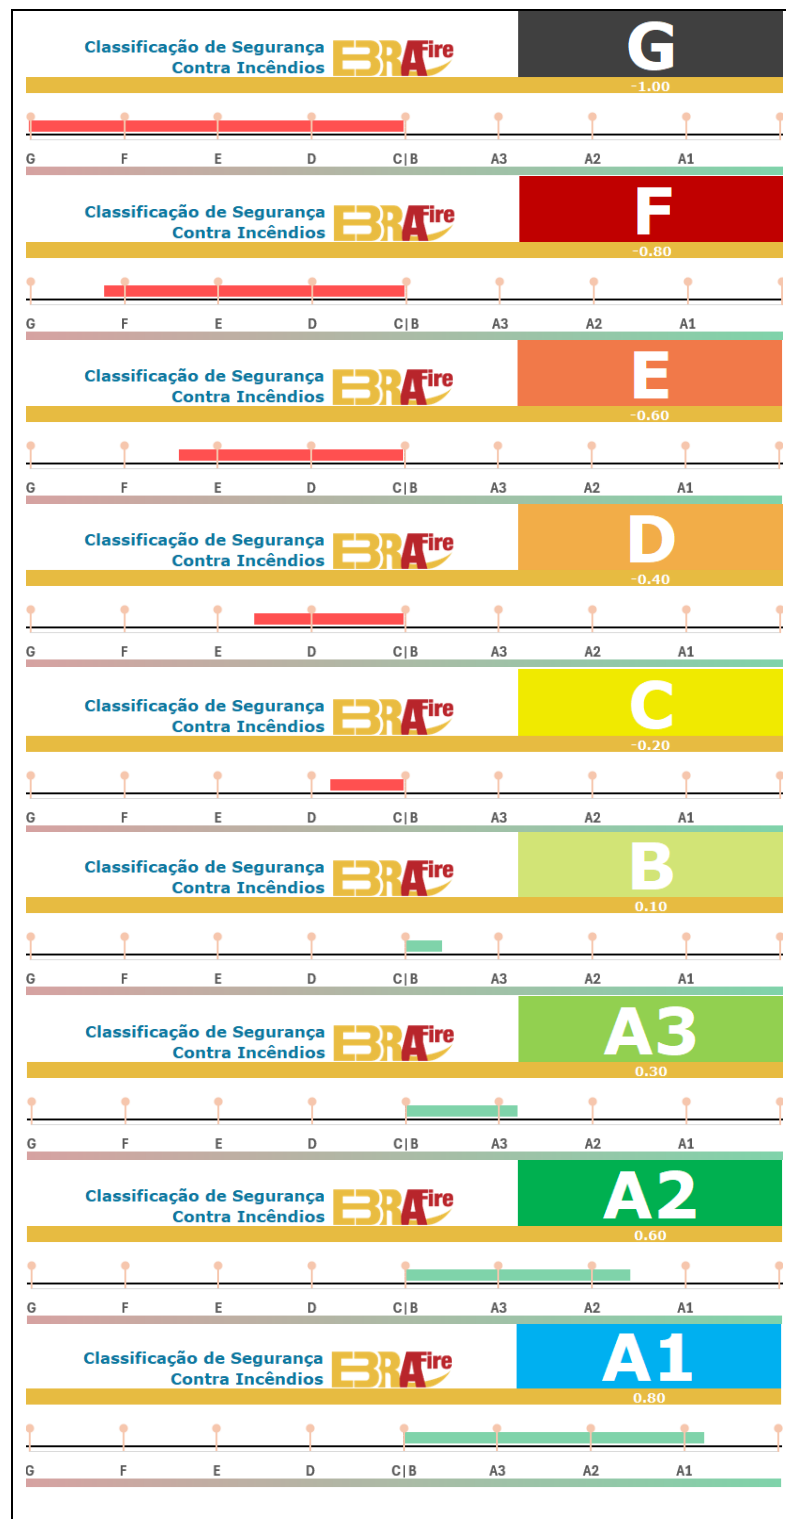 Classificação de Segurança
Contra Incêndios
EBRAFire
G
-1.00
G F E D C|B A3 A2 A1
Classificação de Segurança
Contra Incêndios
EBRAFire
F
-0.80
G F E D C|B A3 A2 A1
Classificação de Segurança
Contra Incêndios
EBRAFire
E
-0.60
G F E D C|B A3 A2 A1
Classificação de Segurança
Contra Incêndios
EBRAFire
D
-0.40
G F E D C|B A3 A2 A1
Classificação de Segurança
Contra Incêndios
EBRAFire
C
-0.20
G F E D C|B A3 A2 A1
Classificação de Segurança
Contra Incêndios
EBRAFire
B
0.10
G F E D C|B A3 A2 A1
Classificação de Segurança
Contra Incêndios
EBRAFire
A3
0.30
G F E D C|B A3 A2 A1
Classificação de Segurança
Contra Incêndios
EBRAFire
A2
0.60
G F E D C|B A3 A2 A1
Classificação de Segurança
Contra Incêndios
EBRAFire
A1
0.80
G F E D C|B A3 A2 A1